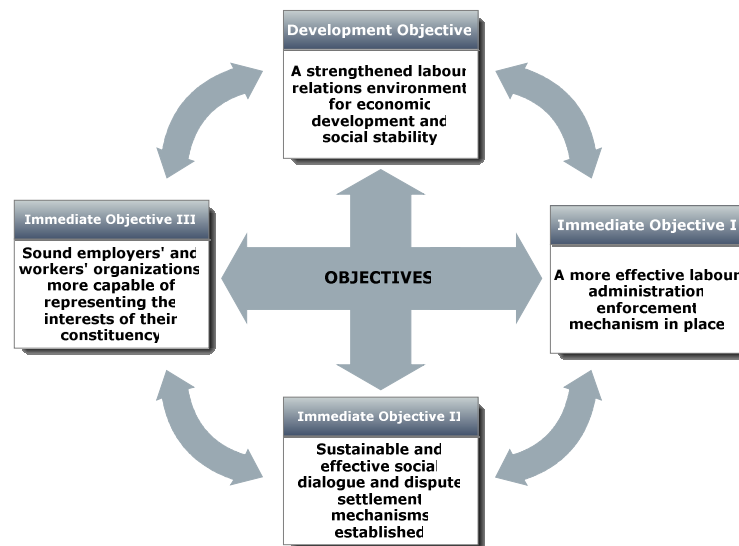 Development Objective
A strengthened labour
relations environment
for economic
development and
social stability
Immediate Objective III
Sound employers' and
workers' organizations
more capable of
representing the
interests of their
constituency
OBJECTIVES
Immediate Objective I
A more effective labour
administration
enforcement
mechanism in place
Immediate Objective II
Sustainable and
effective social
dialogue and dispute
settlement
mechanisms
established